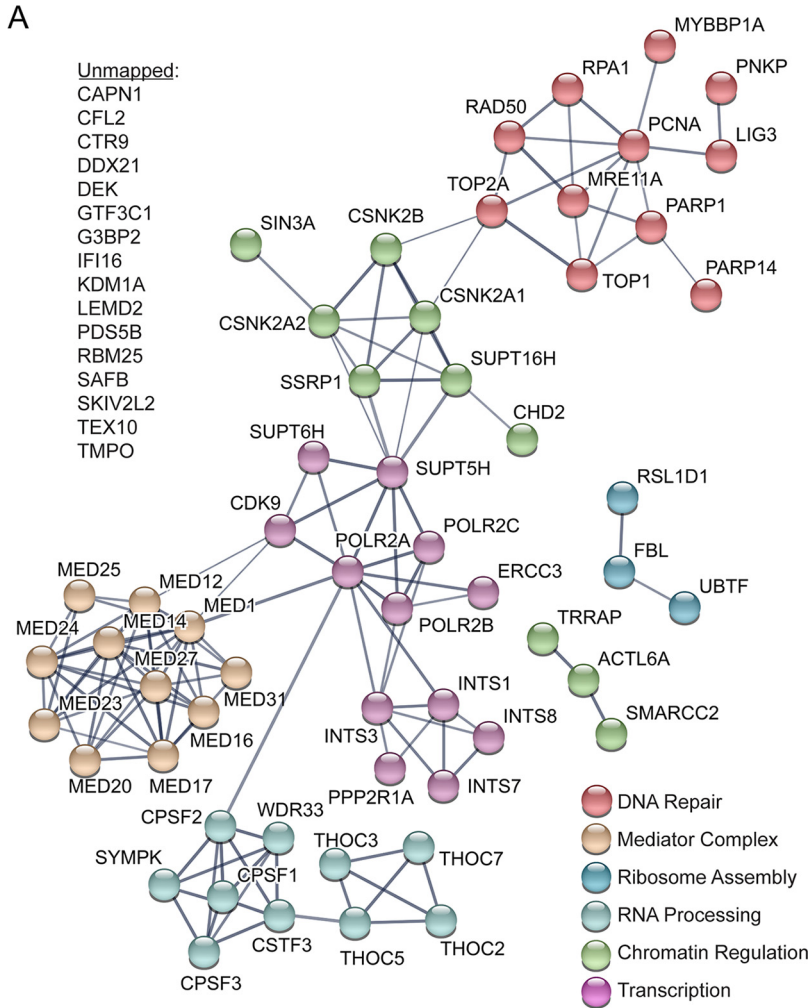 A
Unmapped:
CAPN1
CFL2
CTR9
DDX21
DEK
GTF3C1
G3BP2
IFI16
KDM1A
LEMD2
PDS5B
RBM25
SAFB
SKIV2L2
TEX10
TMPO
MYBBP1A
RPA1
PNKP
RAD50
PCNA
LIG3
TOP2A
MRE11A
PARP1
PARP14
TOP1
SIN3A
CSNK2B
CSNK2A1
CSNK2A2
SUPT16H
SSRP1
CHD2
SUPT6H
SUPT5H
CDK9
POLR2C
POLR2A
ERCC3
POLR2B
RSL1D1
FBL
UBTF
MED25
MED12
MED1
MED14
MED24
MED27
MED23
MED31
MED16
MED20
MED17
TRRAP
ACTL6A
SMARCC2
INTS1
INTS8
INTS3
INTS7
PPP2R1A
CPSF2
WDR33
SYMPK
CPSF1
CSTF3
CPSF3
THOC3
THOC7
THOC5
THOC2
DNA Repair
Mediator Complex
Ribosome Assembly
RNA Processing
Chromatin Regulation
Transcription